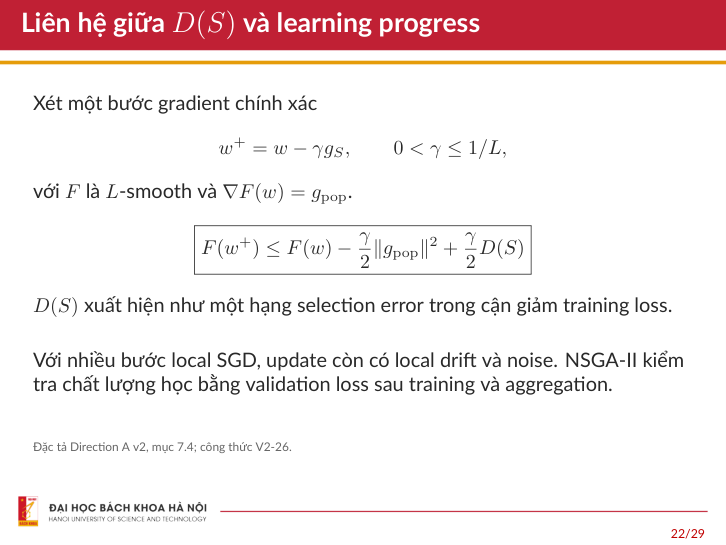 Liên hệ giữa D(S) và learning progress
Xét một bước gradient chính xác
w⁺ = w − γg_S, 0 < γ ≤ 1/L,
với F là L-smooth và ∇F(w) = g_pop.
F(w⁺) ≤ F(w) − γ/2 ‖g_pop‖² + γ/2 D(S)
D(S) xuất hiện như một hạng selection error trong cận giảm training loss.
Với nhiều bước local SGD, update còn có local drift và noise. NSGA-II kiểm
tra chất lượng học bằng validation loss sau training và aggregation.
Đặc tả Direction A v2, mục 7.4; công thức V2-26.
ĐẠI HỌC BÁCH KHOA HÀ NỘI
HANOI UNIVERSITY OF SCIENCE AND TECHNOLOGY
22/29